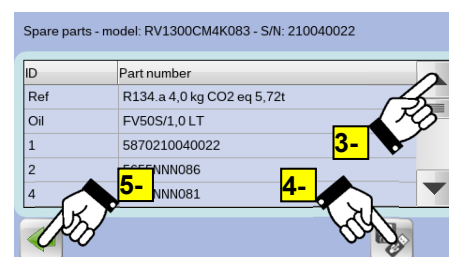 Spare parts - model: RV1300CM4K083 - S/N: 210040022
ID Part number
Ref R134.a 4,0 kg CO2 eq 5,72t
Oil FV50S/1,0 LT
1 5870210040022
3-
2 NNN086
5- 4-
4 NNN081